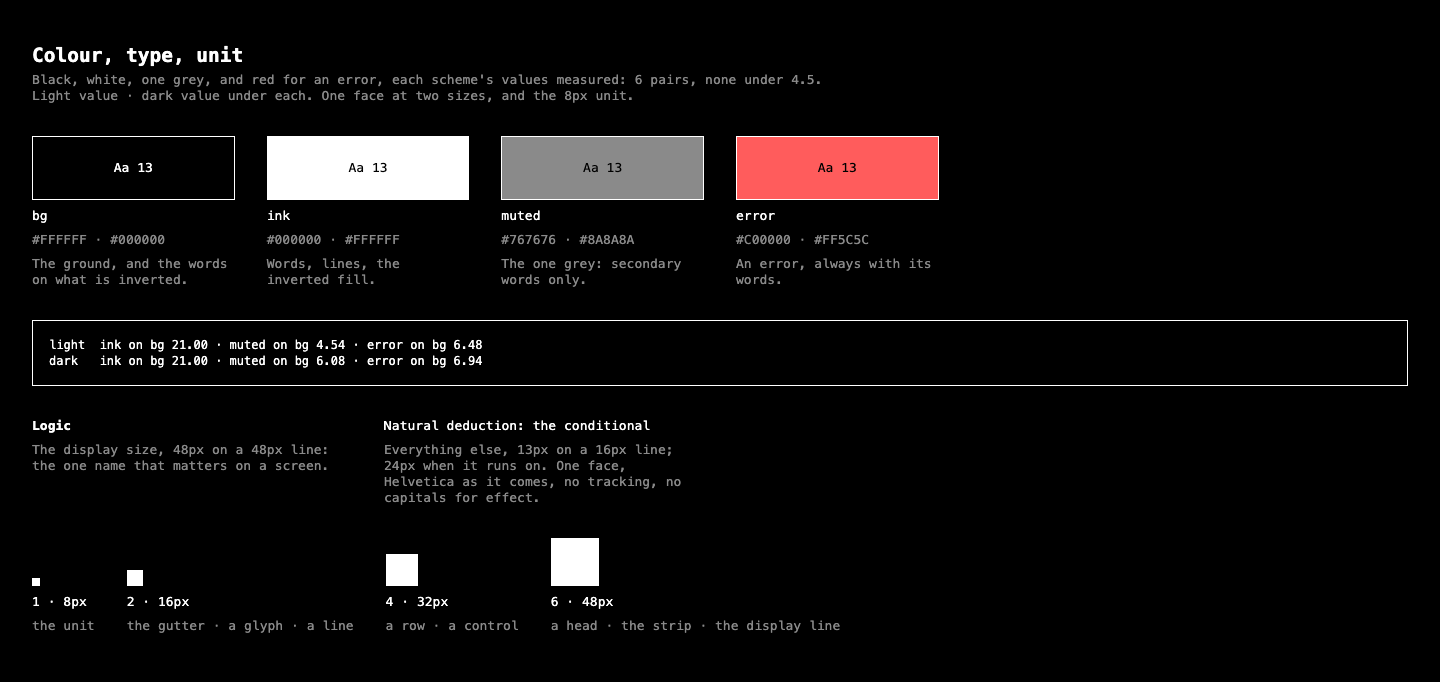 Colour, type, unit
Black, white, one grey, and red for an error, each scheme's values measured: 6 pairs, none under 4.5.
Light value · dark value under each. One face at two sizes, and the 8px unit.
Aa 13
Aa 13
Aa 13
Aa 13
bg
ink
muted
error
#FFFFFF · #000000
#000000 · #FFFFFF
#767676 · #8A8A8A
#C00000 · #FF5C5C
The ground, and the words
on what is inverted.
Words, lines, the
inverted fill.
The one grey: secondary
words only.
An error, always with its
words.
light  ink on bg 21.00 · muted on bg 4.54 · error on bg 6.48
dark   ink on bg 21.00 · muted on bg 6.08 · error on bg 6.94
Logic
The display size, 48px on a 48px line:
the one name that matters on a screen.
Natural deduction: the conditional
Everything else, 13px on a 16px line;
24px when it runs on. One face,
Helvetica as it comes, no tracking, no
capitals for effect.
1 · 8px
the unit
2 · 16px
the gutter · a glyph · a line
4 · 32px
a row · a control
6 · 48px
a head · the strip · the display line